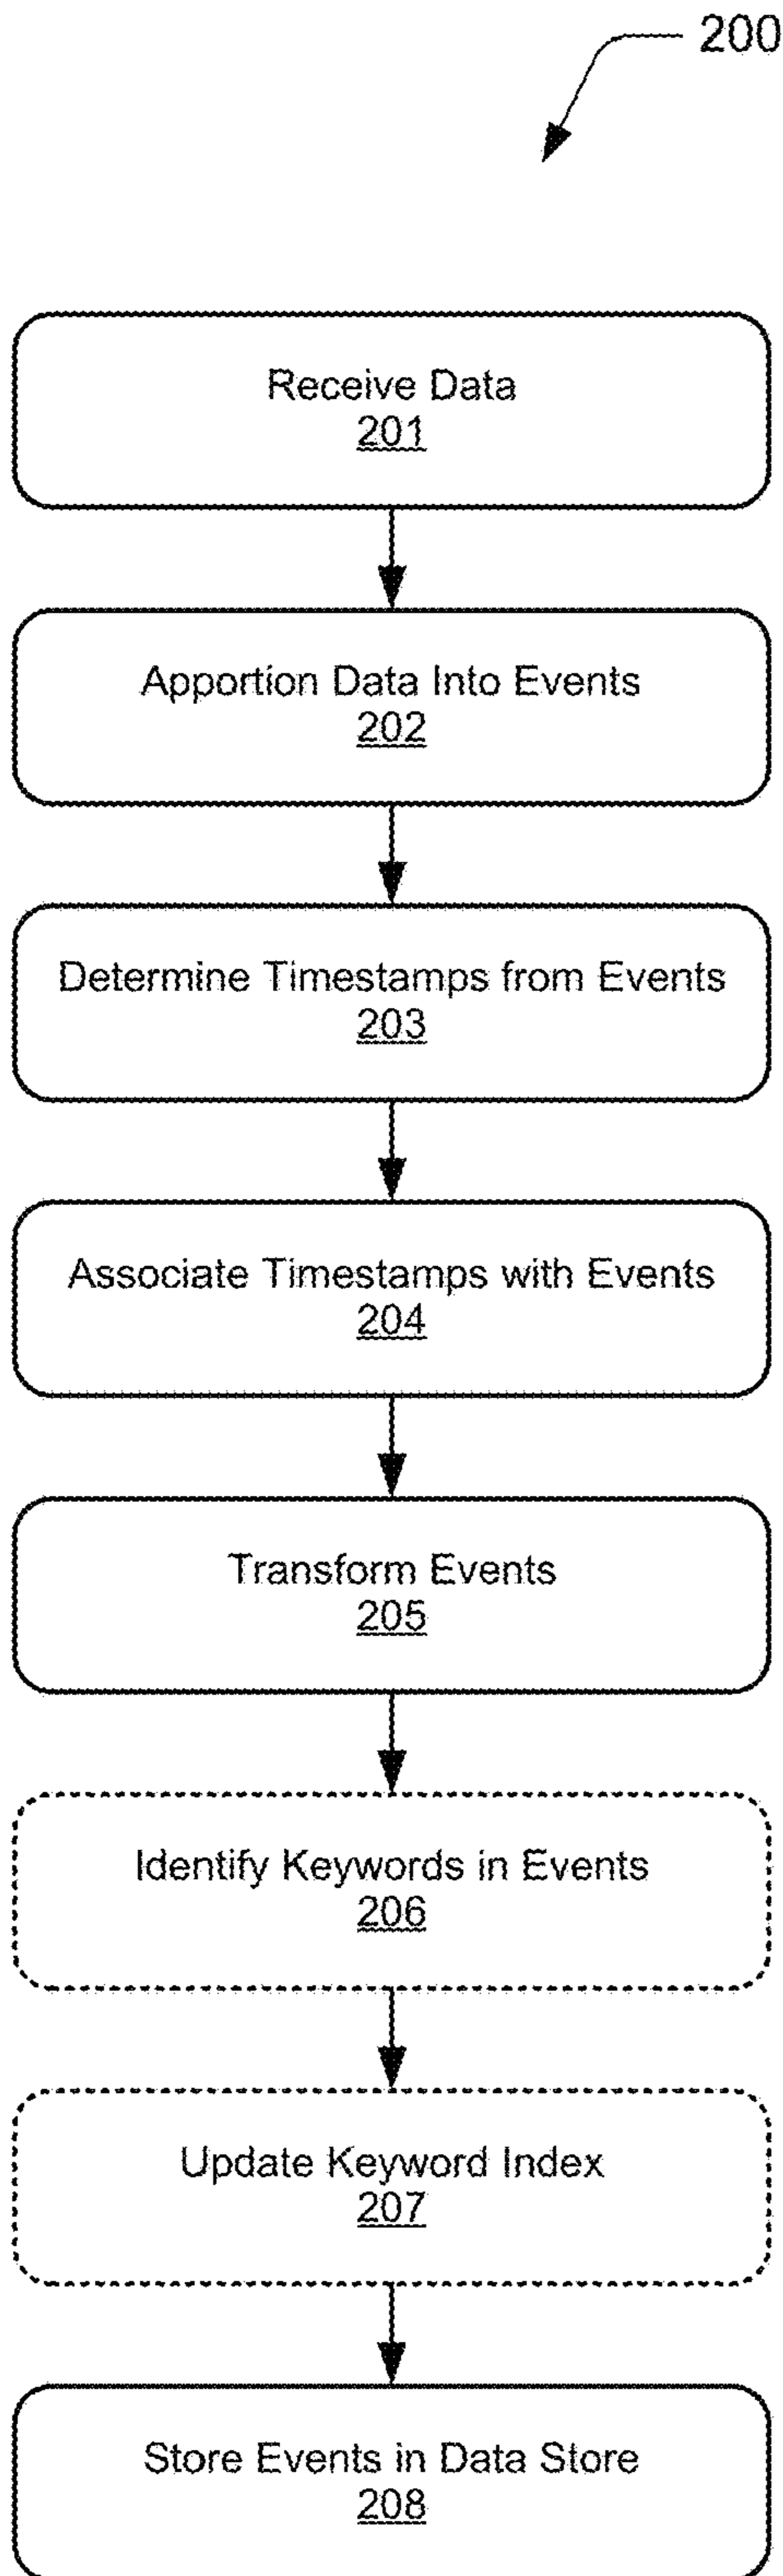 200
Receive Data
201
Apportion Data Into Events
202
Determine Timestamps from Events
203
Associate Timestamps with Events
204
Transform Events
205
Identify Keywords in Events
206
Update Keyword Index
207
Store Events in Data Store
208